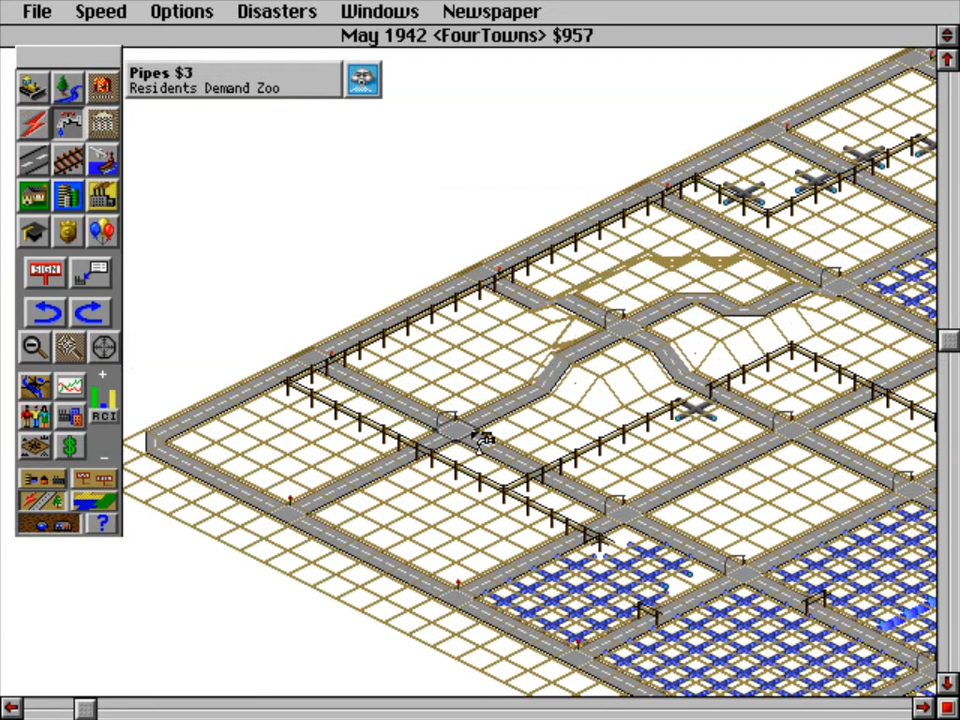 File Speed Options Disasters Windows Newspaper
May 1942 <FourTowns> $957
Pipes $3
Residents Demand Zoo
SIGN
RCI
?